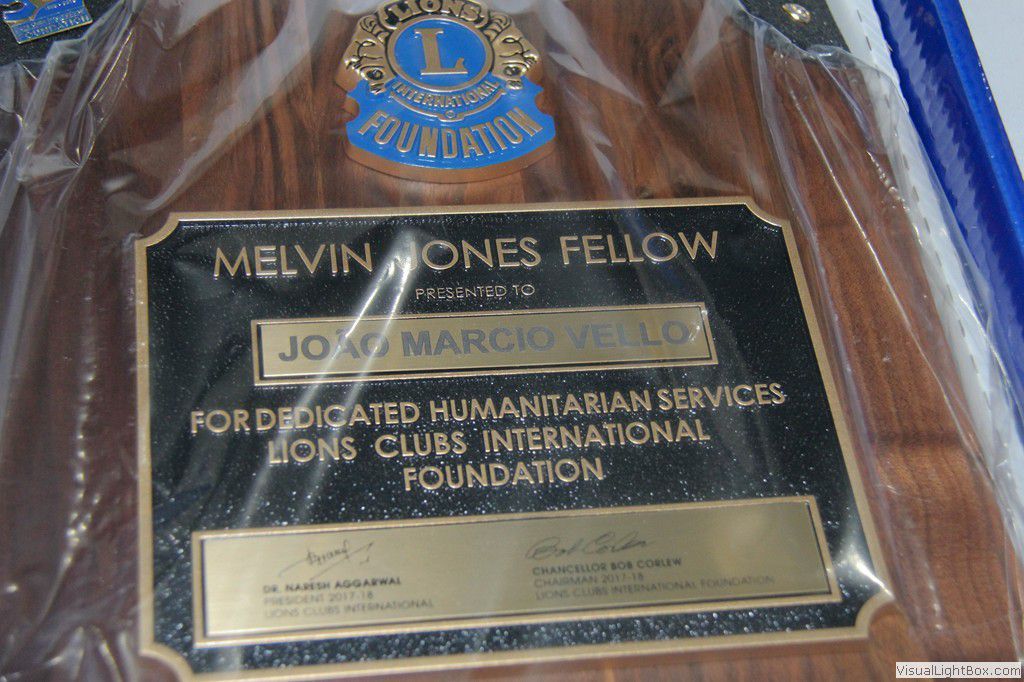 LIONS
L
INTERNATIONAL
FOUNDATION
MELVIN JONES FELLOW
PRESENTED TO
JOÃO MARCIO VELLO
FOR DEDICATED HUMANITARIAN SERVICES
LIONS CLUBS INTERNATIONAL
FOUNDATION
DR. NARESH AGGARWAL
PRESIDENT 2017-18
LIONS CLUBS INTERNATIONAL
Bob Corlew
CHANCELLOR BOB CORLEW
CHAIRMAN 2017-18
LIONS CLUBS INTERNATIONAL FOUNDATION
VisualLightBox.com